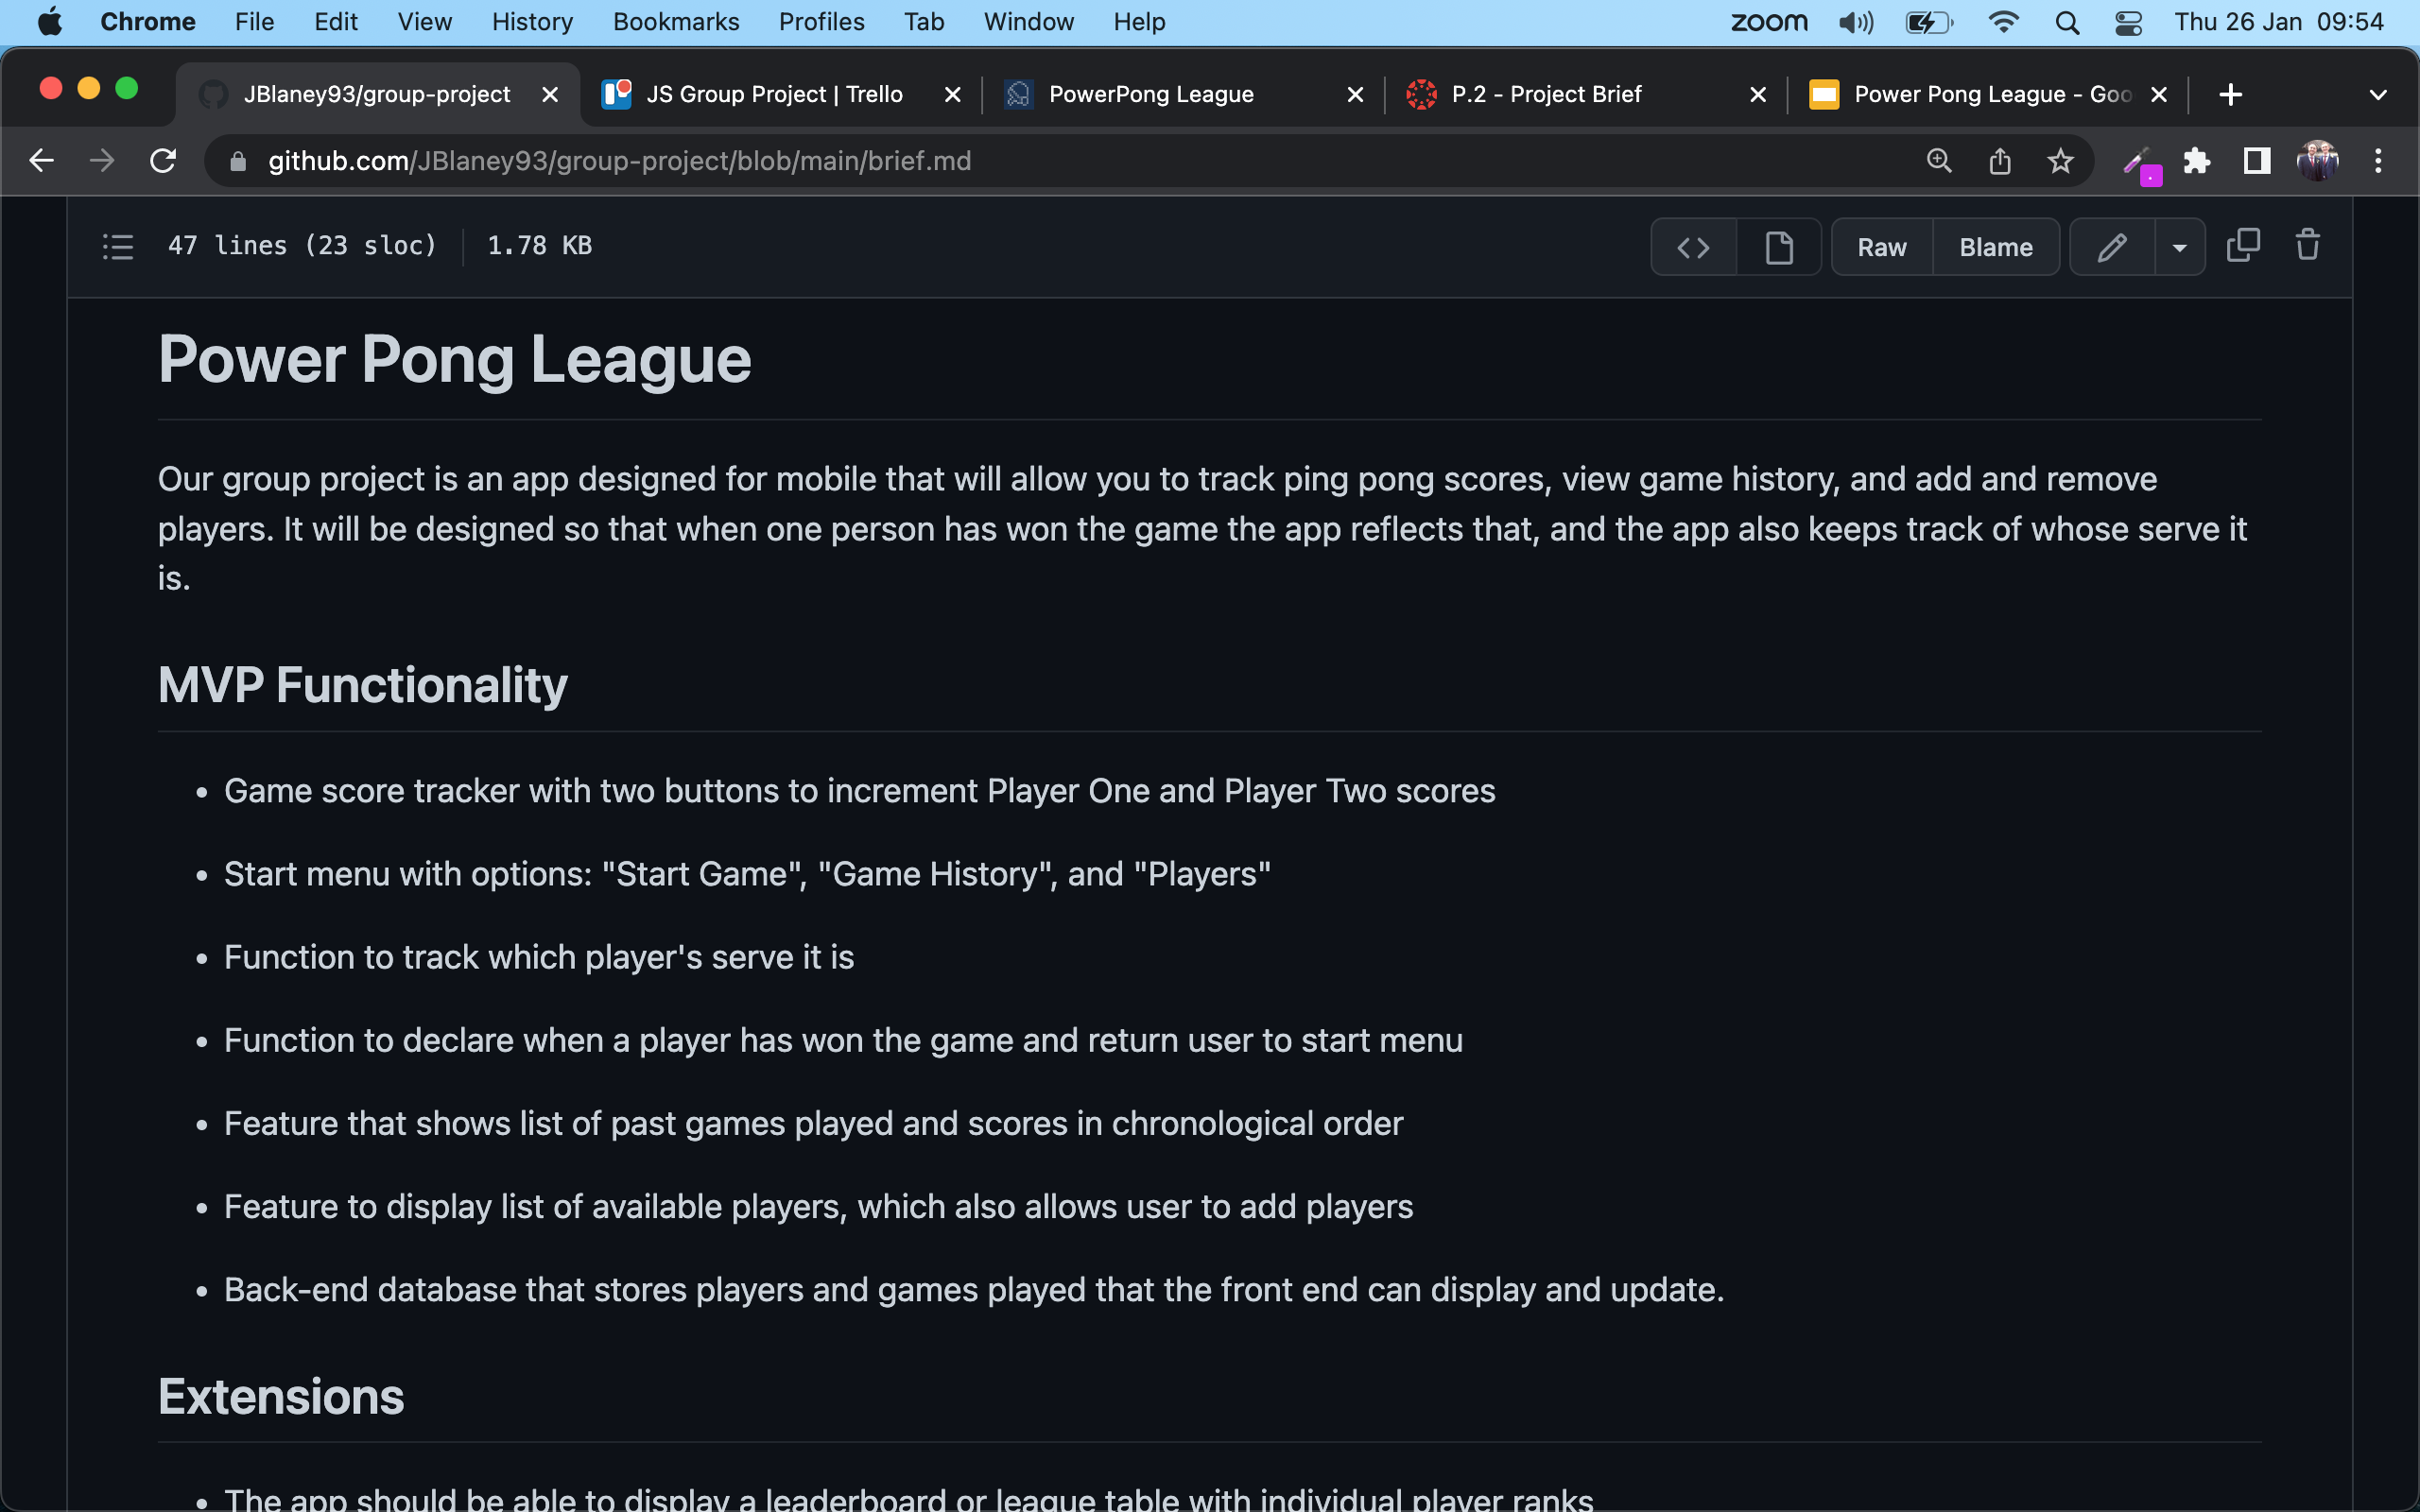 Chrome File Edit View History Bookmarks Profiles Tab Window Help zoom Thu 26 Jan 09:54
JBlaney93/group-project JS Group Project | Trello PowerPong League P.2 - Project Brief Power Pong League - Goo
github.com/JBlaney93/group-project/blob/main/brief.md
47 lines (23 sloc) 1.78 KB Raw Blame
Power Pong League
Our group project is an app designed for mobile that will allow you to track ping pong scores, view game history, and add and remove
players. It will be designed so that when one person has won the game the app reflects that, and the app also keeps track of whose serve it
is.
MVP Functionality
• Game score tracker with two buttons to increment Player One and Player Two scores
• Start menu with options: "Start Game", "Game History", and "Players"
• Function to track which player's serve it is
• Function to declare when a player has won the game and return user to start menu
• Feature that shows list of past games played and scores in chronological order
• Feature to display list of available players, which also allows user to add players
• Back-end database that stores players and games played that the front end can display and update.
Extensions
• The app should be able to display a leaderboard or league table with individual player ranks